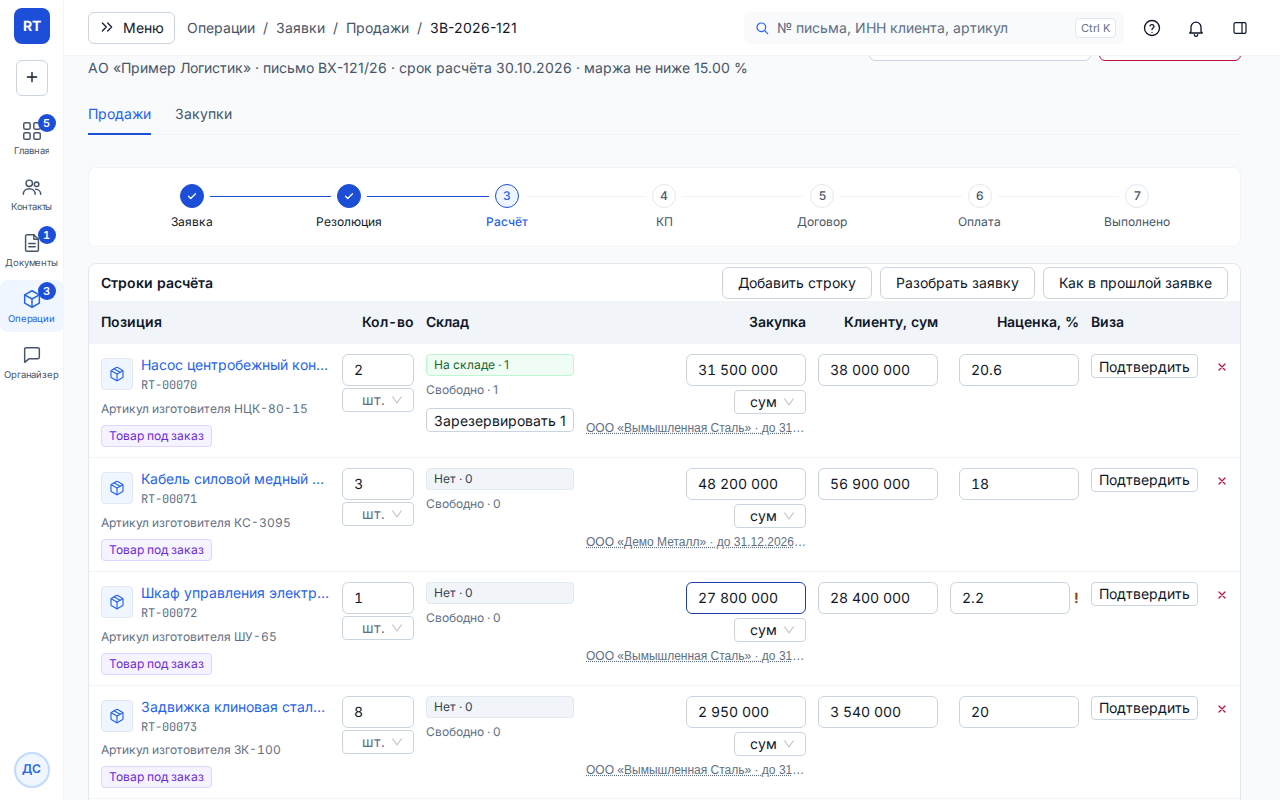 RT
Меню
Операции / Заявки / Продажи / ЗВ-2026-121
№ письма, ИНН клиента, артикул
Ctrl K
АО «Пример Логистик» · письмо ВХ-121/26 · срок расчёта 30.10.2026 · маржа не ниже 15.00 %
5
Главная
Контакты
1
Документы
3
Операции
Органайзер
ДС
Продажи
Закупки
Заявка
Резолюция
3
Расчёт
4
КП
5
Договор
6
Оплата
7
Выполнено
Строки расчёта
Добавить строку
Разобрать заявку
Как в прошлой заявке
Позиция
Кол-во
Склад
Закупка
Клиенту, сум
Наценка, %
Виза
Насос центробежный кон...
RT-00070
Артикул изготовителя НЦК-80-15
Товар под заказ
2
шт.
На складе · 1
Свободно · 1
Зарезервировать 1
31 500 000
сум
ООО «Вымышленная Сталь» · до 31...
38 000 000
20.6
Подтвердить
Кабель силовой медный ...
RT-00071
Артикул изготовителя КС-3095
Товар под заказ
3
шт.
Нет · 0
Свободно · 0
48 200 000
сум
ООО «Демо Металл» · до 31.12.2026...
56 900 000
18
Подтвердить
Шкаф управления электр...
RT-00072
Артикул изготовителя ШУ-65
Товар под заказ
1
шт.
Нет · 0
Свободно · 0
27 800 000
сум
ООО «Вымышленная Сталь» · до 31...
28 400 000
2.2
!
Подтвердить
Задвижка клиновая стал...
RT-00073
Артикул изготовителя ЗК-100
Товар под заказ
8
шт.
Нет · 0
Свободно · 0
2 950 000
сум
ООО «Вымышленная Сталь» · до 31...
3 540 000
20
Подтвердить